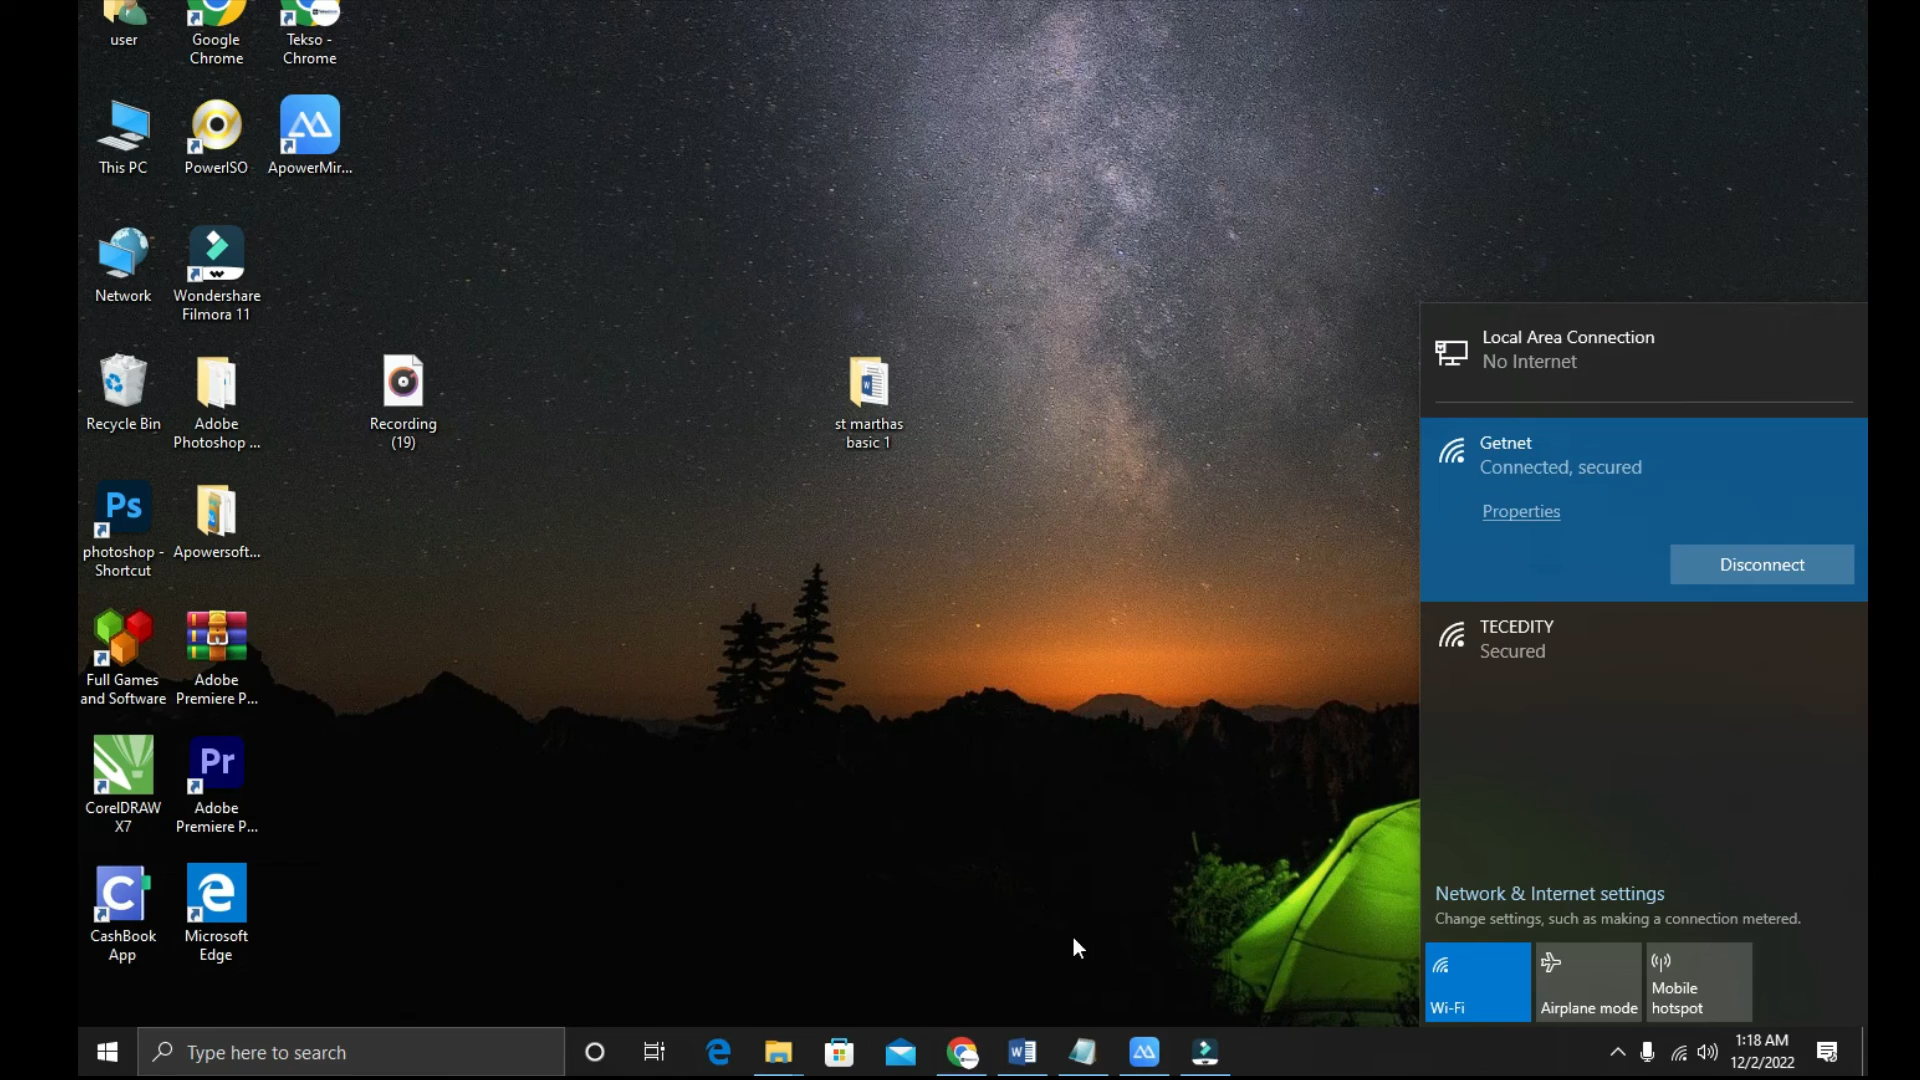 user
Google
Chrome
Tekso -
Chrome
This PC
PowerISO
ApowerMir...
Network
Wondershare
Filmora 11
Recycle Bin
Adobe
Photoshop ...
Recording
(19)
st marthas
basic 1
Ps
photoshop -
Shortcut
Apowersoft...
Full Games
and Software
Adobe
Premiere P...
CorelDRAW
X7
Pr
Adobe
Premiere P...
CashBook
App
Microsoft
Edge
Local Area Connection
No Internet
Getnet
Connected, secured
Properties
Disconnect
TECEDITY
Secured
Network & Internet settings
Change settings, such as making a connection metered.
Wi-Fi
Airplane mode
Mobile
hotspot
Type here to search
1:18 AM
12/2/2022